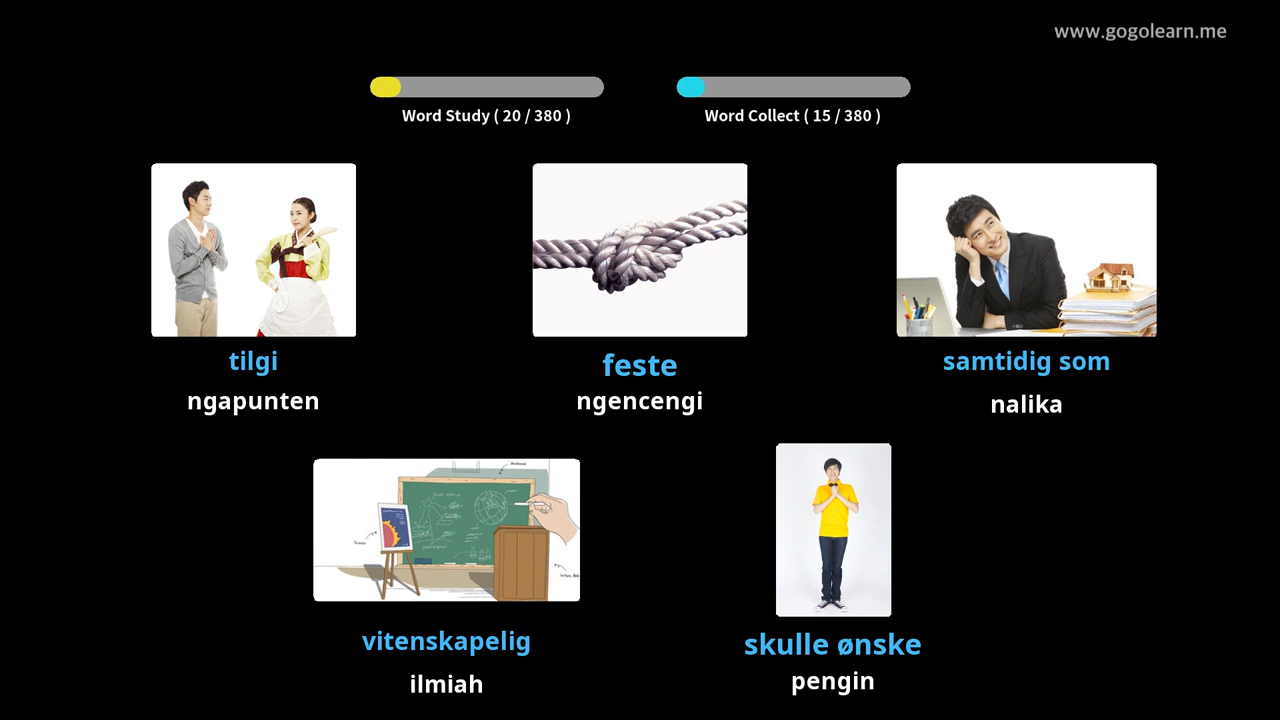 www.gogolearn.me
Word Study ( 20 / 380 )
Word Collect ( 15 / 380 )
tilgi
ngapunten
feste
ngencengi
samtidig som
nalika
vitenskapelig
ilmiah
skulle ønske
pengin